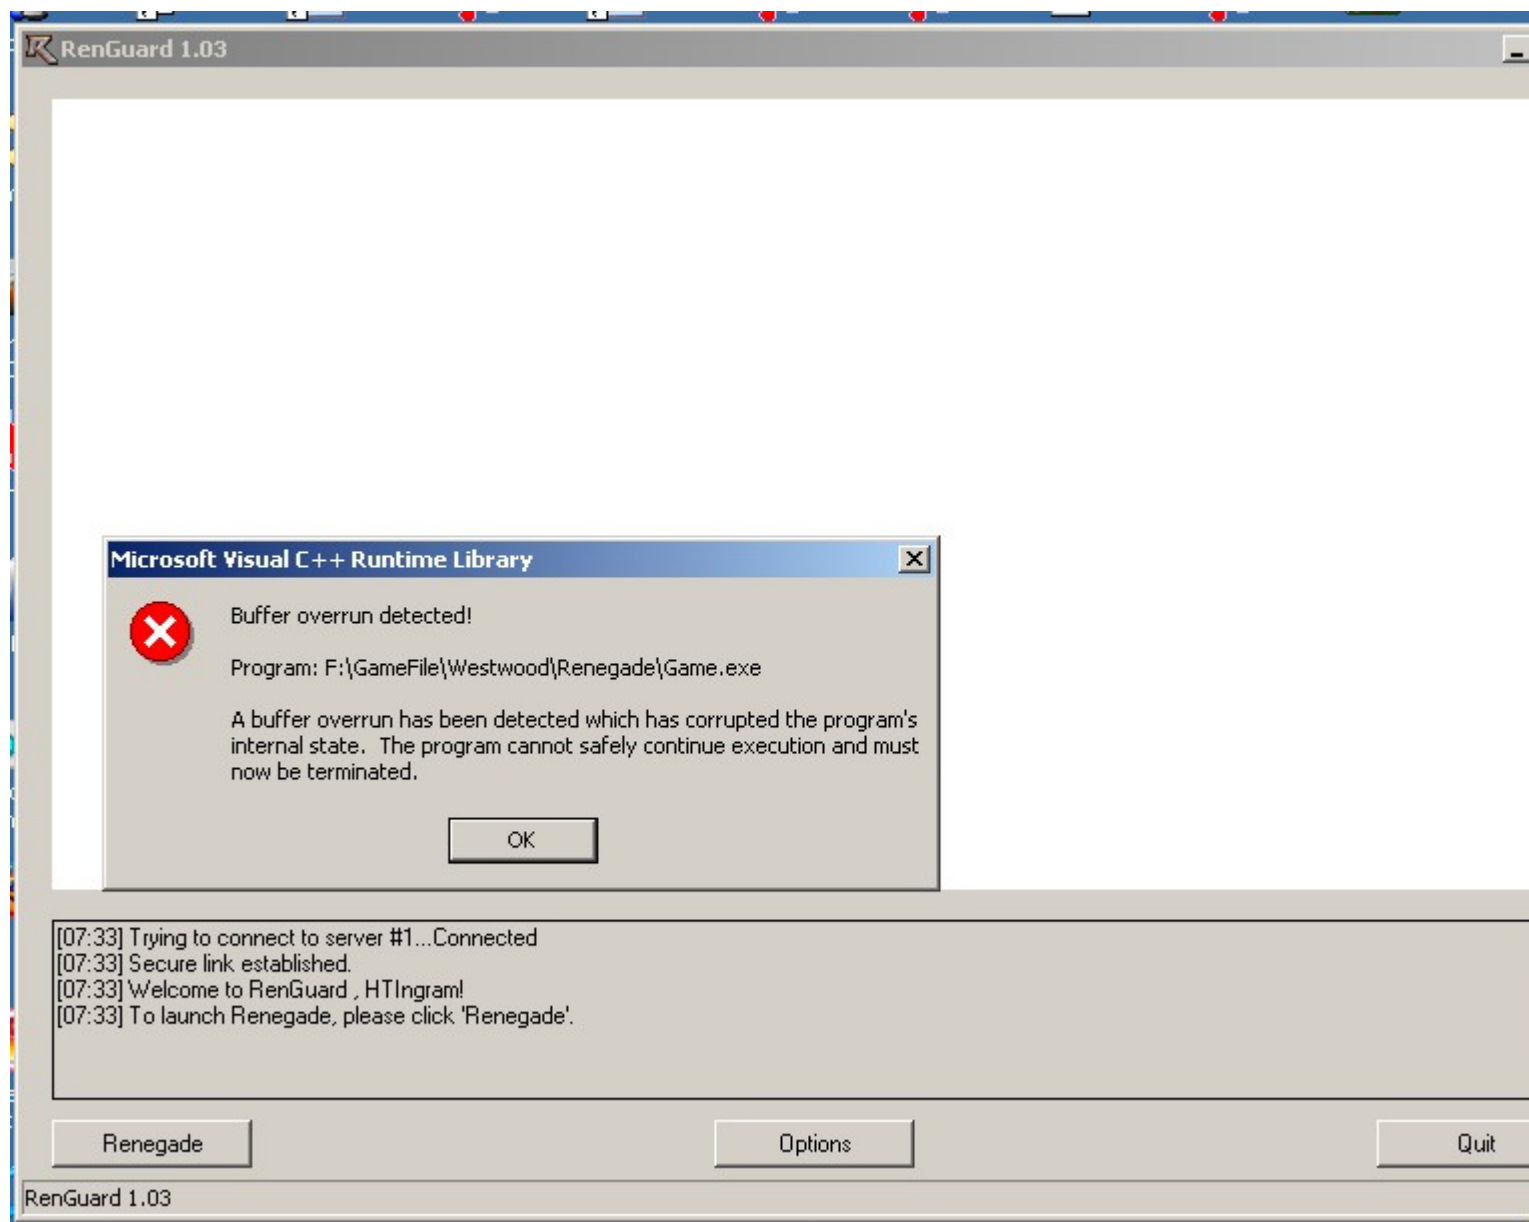 RenGuard 1.03
Microsoft Visual C++ Runtime Library
Buffer overrun detected!
Program: F:\GameFile\Westwood\Renegade\Game.exe
A buffer overrun has been detected which has corrupted the program's
internal state.  The program cannot safely continue execution and must
now be terminated.
OK
[07:33] Trying to connect to server #1...Connected
[07:33] Secure link established.
[07:33] Welcome to RenGuard , HTIngram!
[07:33] To launch Renegade, please click 'Renegade'.
Renegade
Options
Quit
RenGuard 1.03